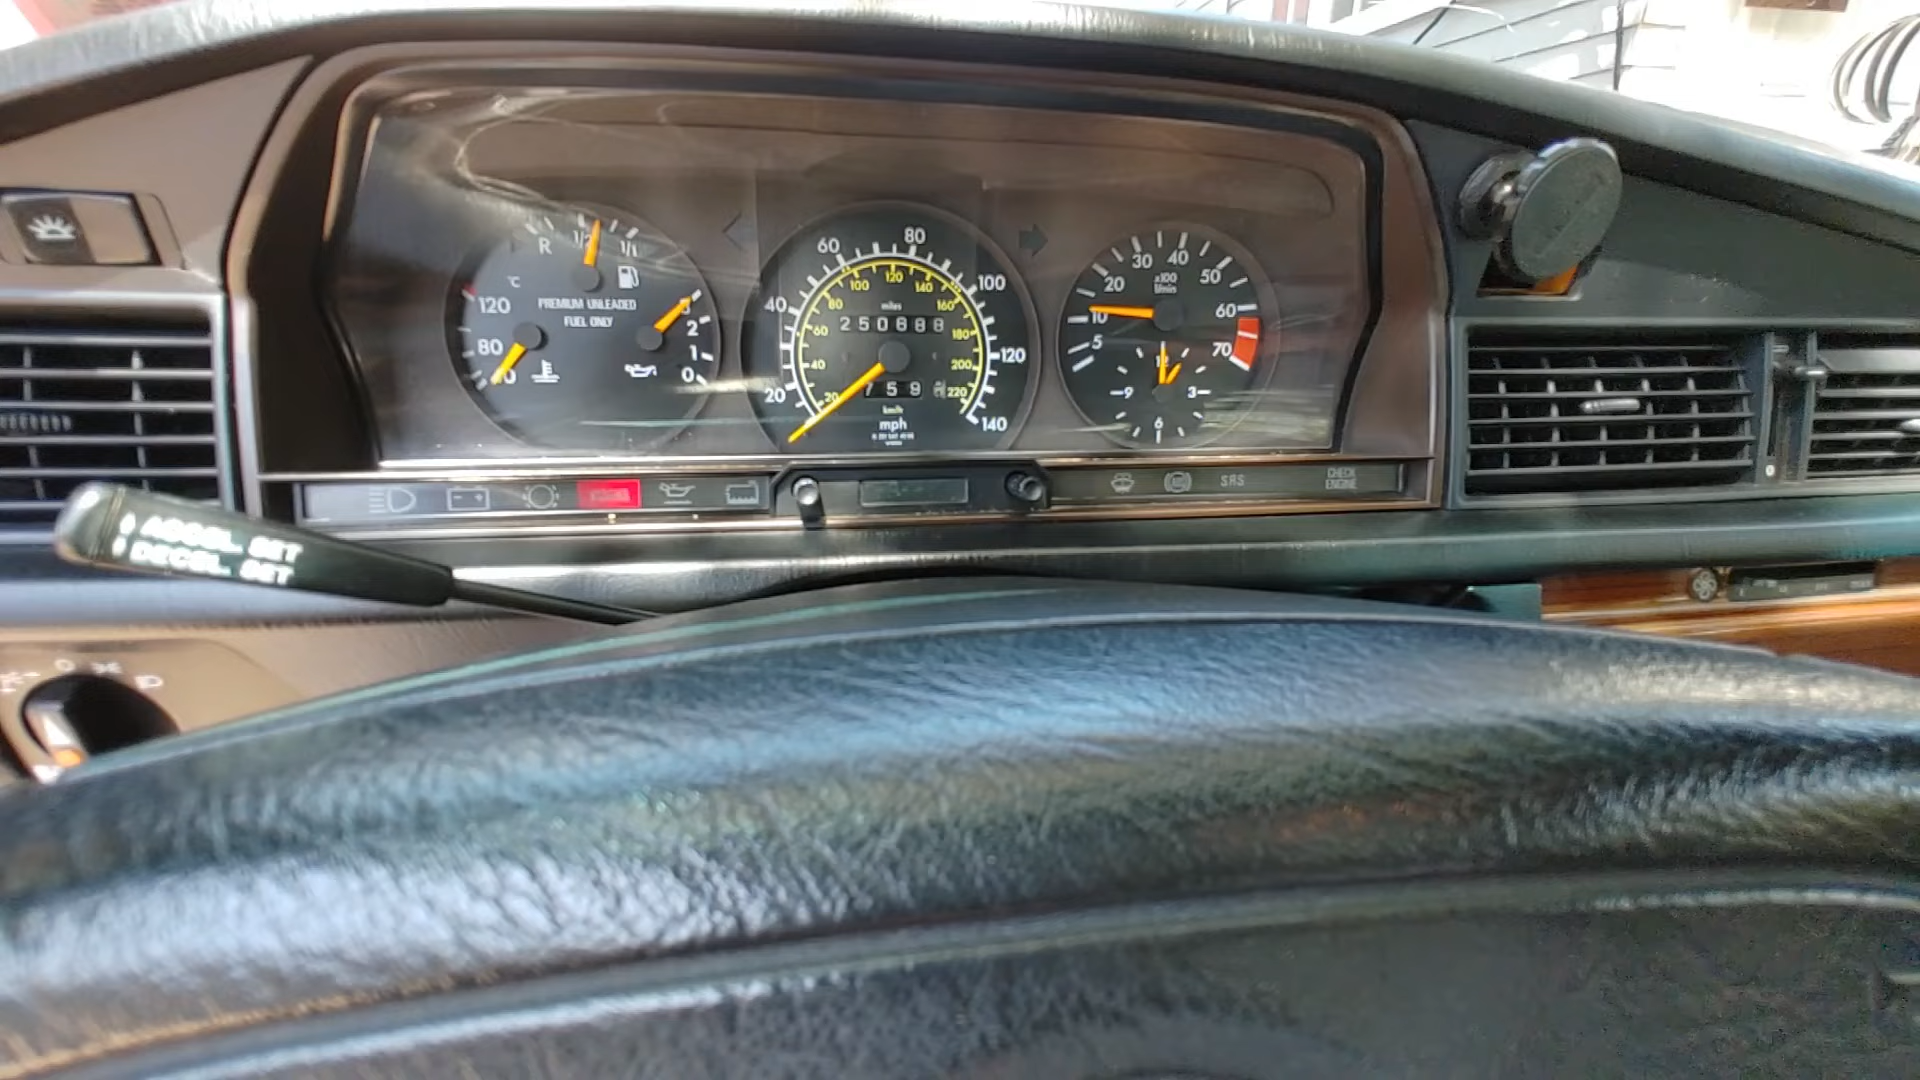 R 1/2 1/1
°C
120
PREMIUM UNLEADED
FUEL ONLY
80
3
2
1
0
20 40 60 80 100 120 140
20 40 60 80 100 120 140 160 180 200 220
miles
250888
759
km/h
mph
5 10 20 30 40 50 60 70
x100
1/min
12
3
6
9
SRS
CHECK
ENGINE
ACCEL SET
DECEL SET
0